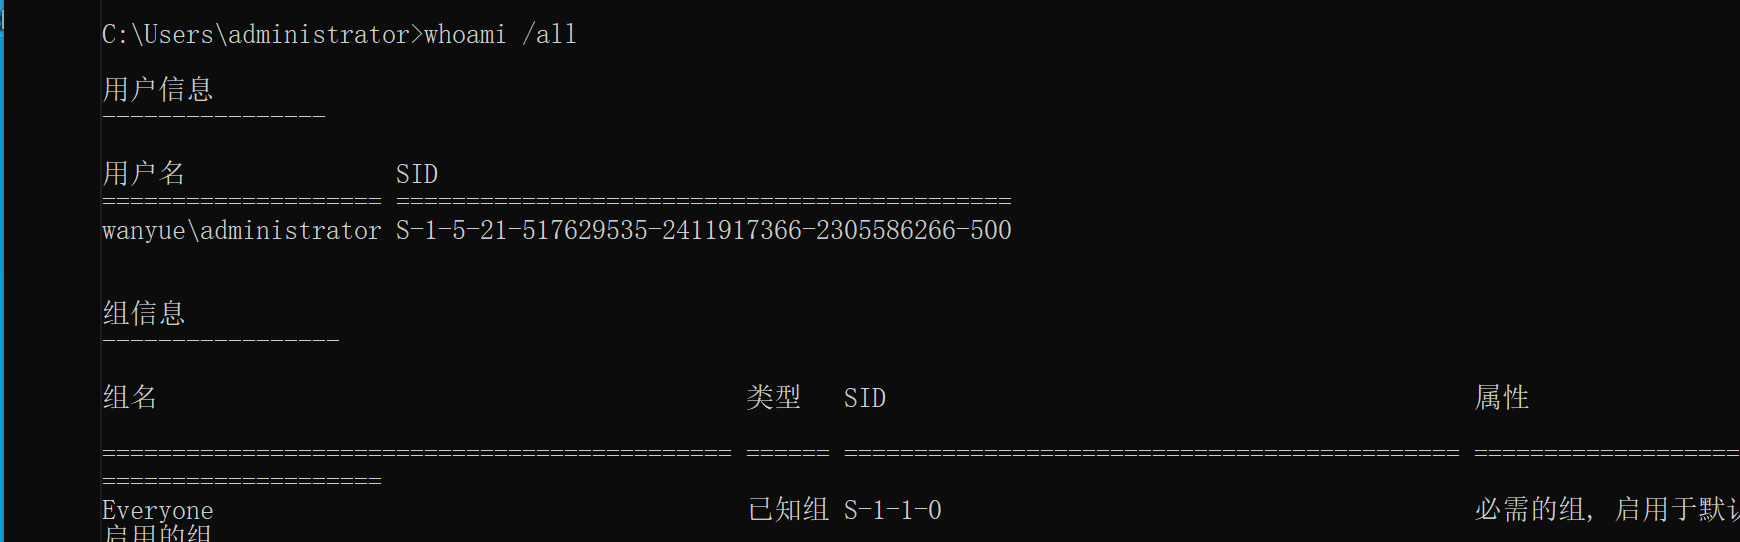 C:\Users\administrator>whoami /all
用户信息
----------------
用户名 SID
==================== ============================================
wanyue\administrator S-1-5-21-517629535-2411917366-2305586266-500
组信息
-----------------
组名 类型 SID 属性
============================================= ====== ============================================ ===================
====================
Everyone 已知组 S-1-1-0 必需的组, 启用于默认
启用的组